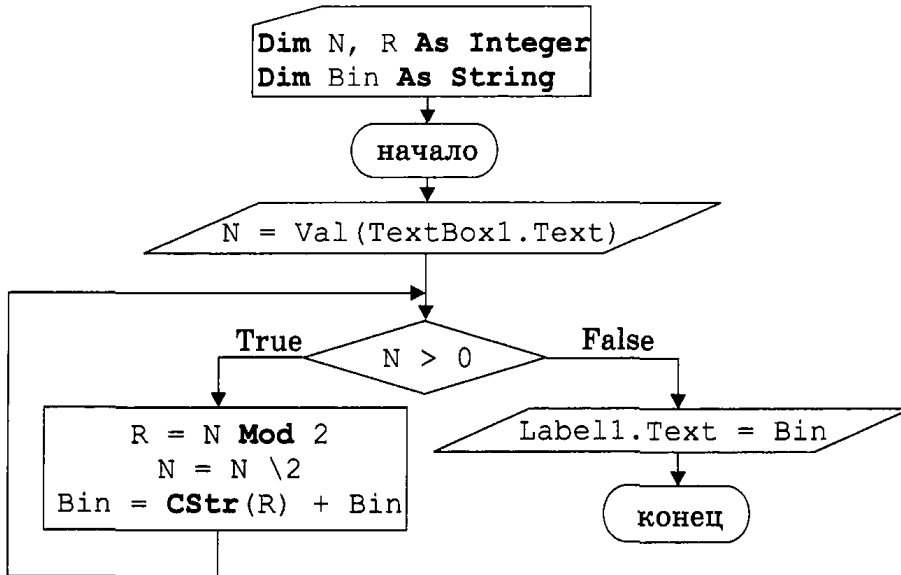 Dim N, R As Integer
Dim Bin As String
начало
N = Val(TextBox1.Text)
True
N > 0
False
R = N Mod 2
N = N \2
Bin = CStr(R) + Bin
Label1.Text = Bin
конец